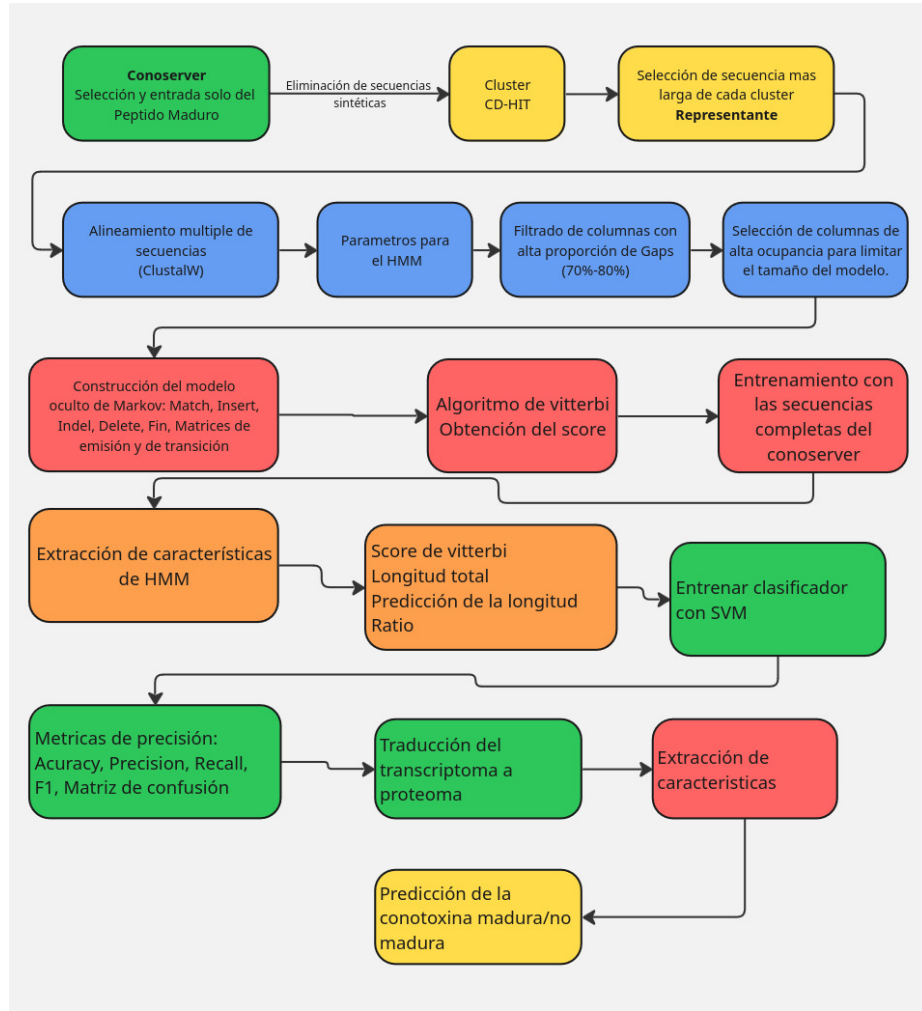 Conoserver
Selección y entrada solo del
Peptido Maduro
Eliminación de secuencias
sintéticas
Cluster
CD-HIT
Selección de secuencia mas
larga de cada cluster
Representante
Alineamiento multiple de
secuencias
(ClustalW)
Parametros para
el HMM
Filtrado de columnas con
alta proporción de Gaps
(70%-80%)
Selección de columnas de
alta ocupancia para limitar
el tamaño del modelo.
Construcción del modelo
oculto de Markov: Match, Insert,
Indel, Delete, Fin, Matrices de
emisión y de transición
Algoritmo de vitterbi
Obtención del score
Entrenamiento con
las secuencias
completas del
conoserver
Extracción de características
de HMM
Score de vitterbi
Longitud total
Predicción de la longitud
Ratio
Entrenar clasificador
con SVM
Metricas de precisión:
Acuracy, Precision, Recall,
F1, Matriz de confusión
Traducción del
transcriptoma a
proteoma
Extracción de
caracteristicas
Predicción de la
conotoxina madura/no
madura